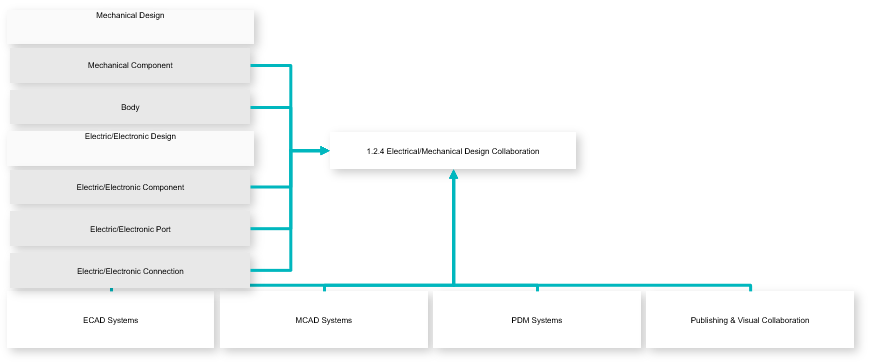 Mechanical Design
Mechanical Component
Body
Electric/Electronic Design
Electric/Electronic Component
Electric/Electronic Port
Electric/Electronic Connection
1.2.4 Electrical/Mechanical Design Collaboration
ECAD Systems
MCAD Systems
PDM Systems
Publishing & Visual Collaboration